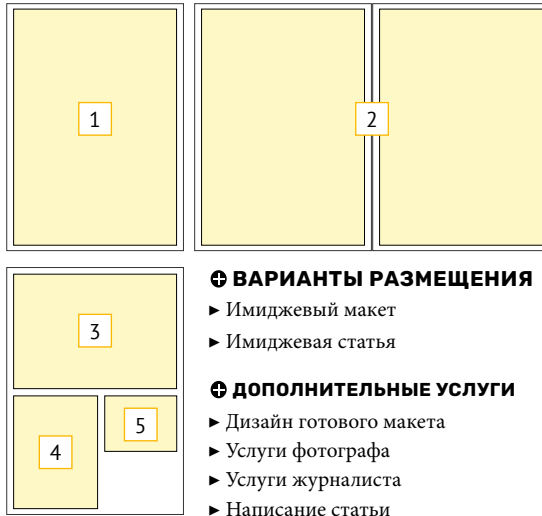 1
2
3
4
5
ВАРИАНТЫ РАЗМЕЩЕНИЯ
► Имиджевый макет
► Имиджевая статья
ДОПОЛНИТЕЛЬНЫЕ УСЛУГИ
► Дизайн готового макета
► Услуги фотографа
► Услуги журналиста
► Написание статьи